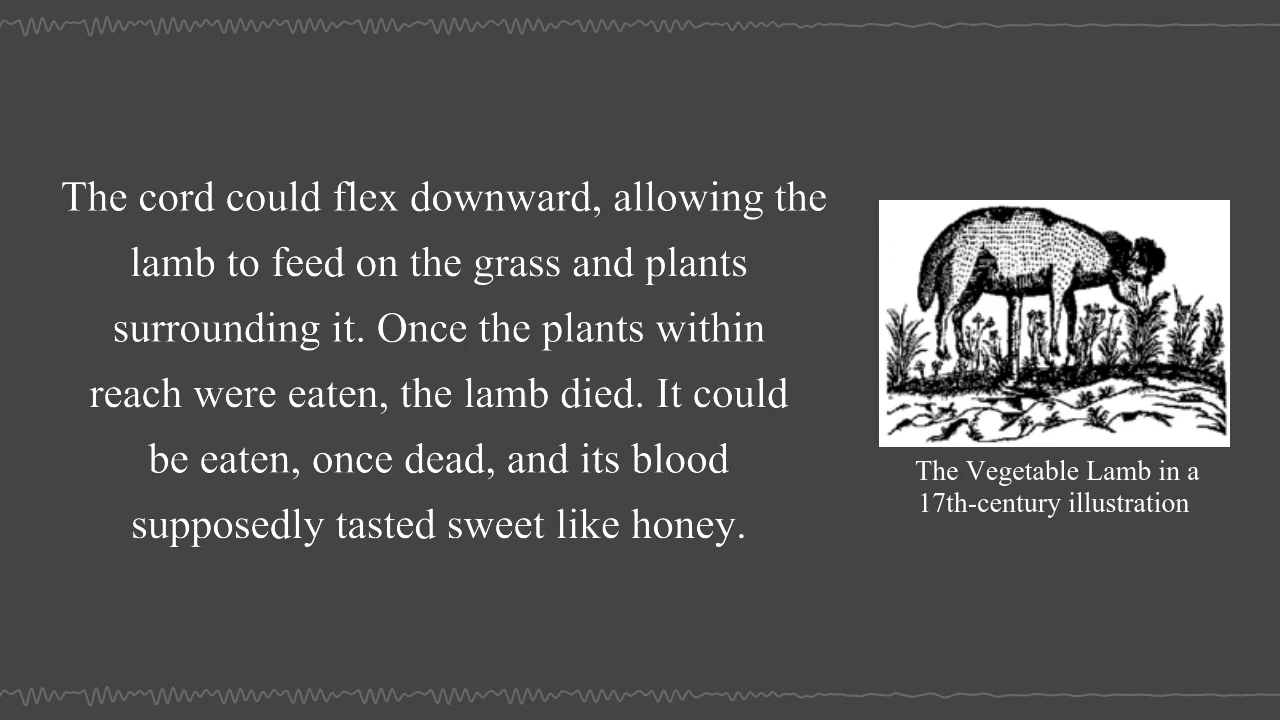 The cord could flex downward, allowing the
lamb to feed on the grass and plants
surrounding it. Once the plants within
reach were eaten, the lamb died. It could
be eaten, once dead, and its blood
supposedly tasted sweet like honey.
The Vegetable Lamb in a
17th-century illustration